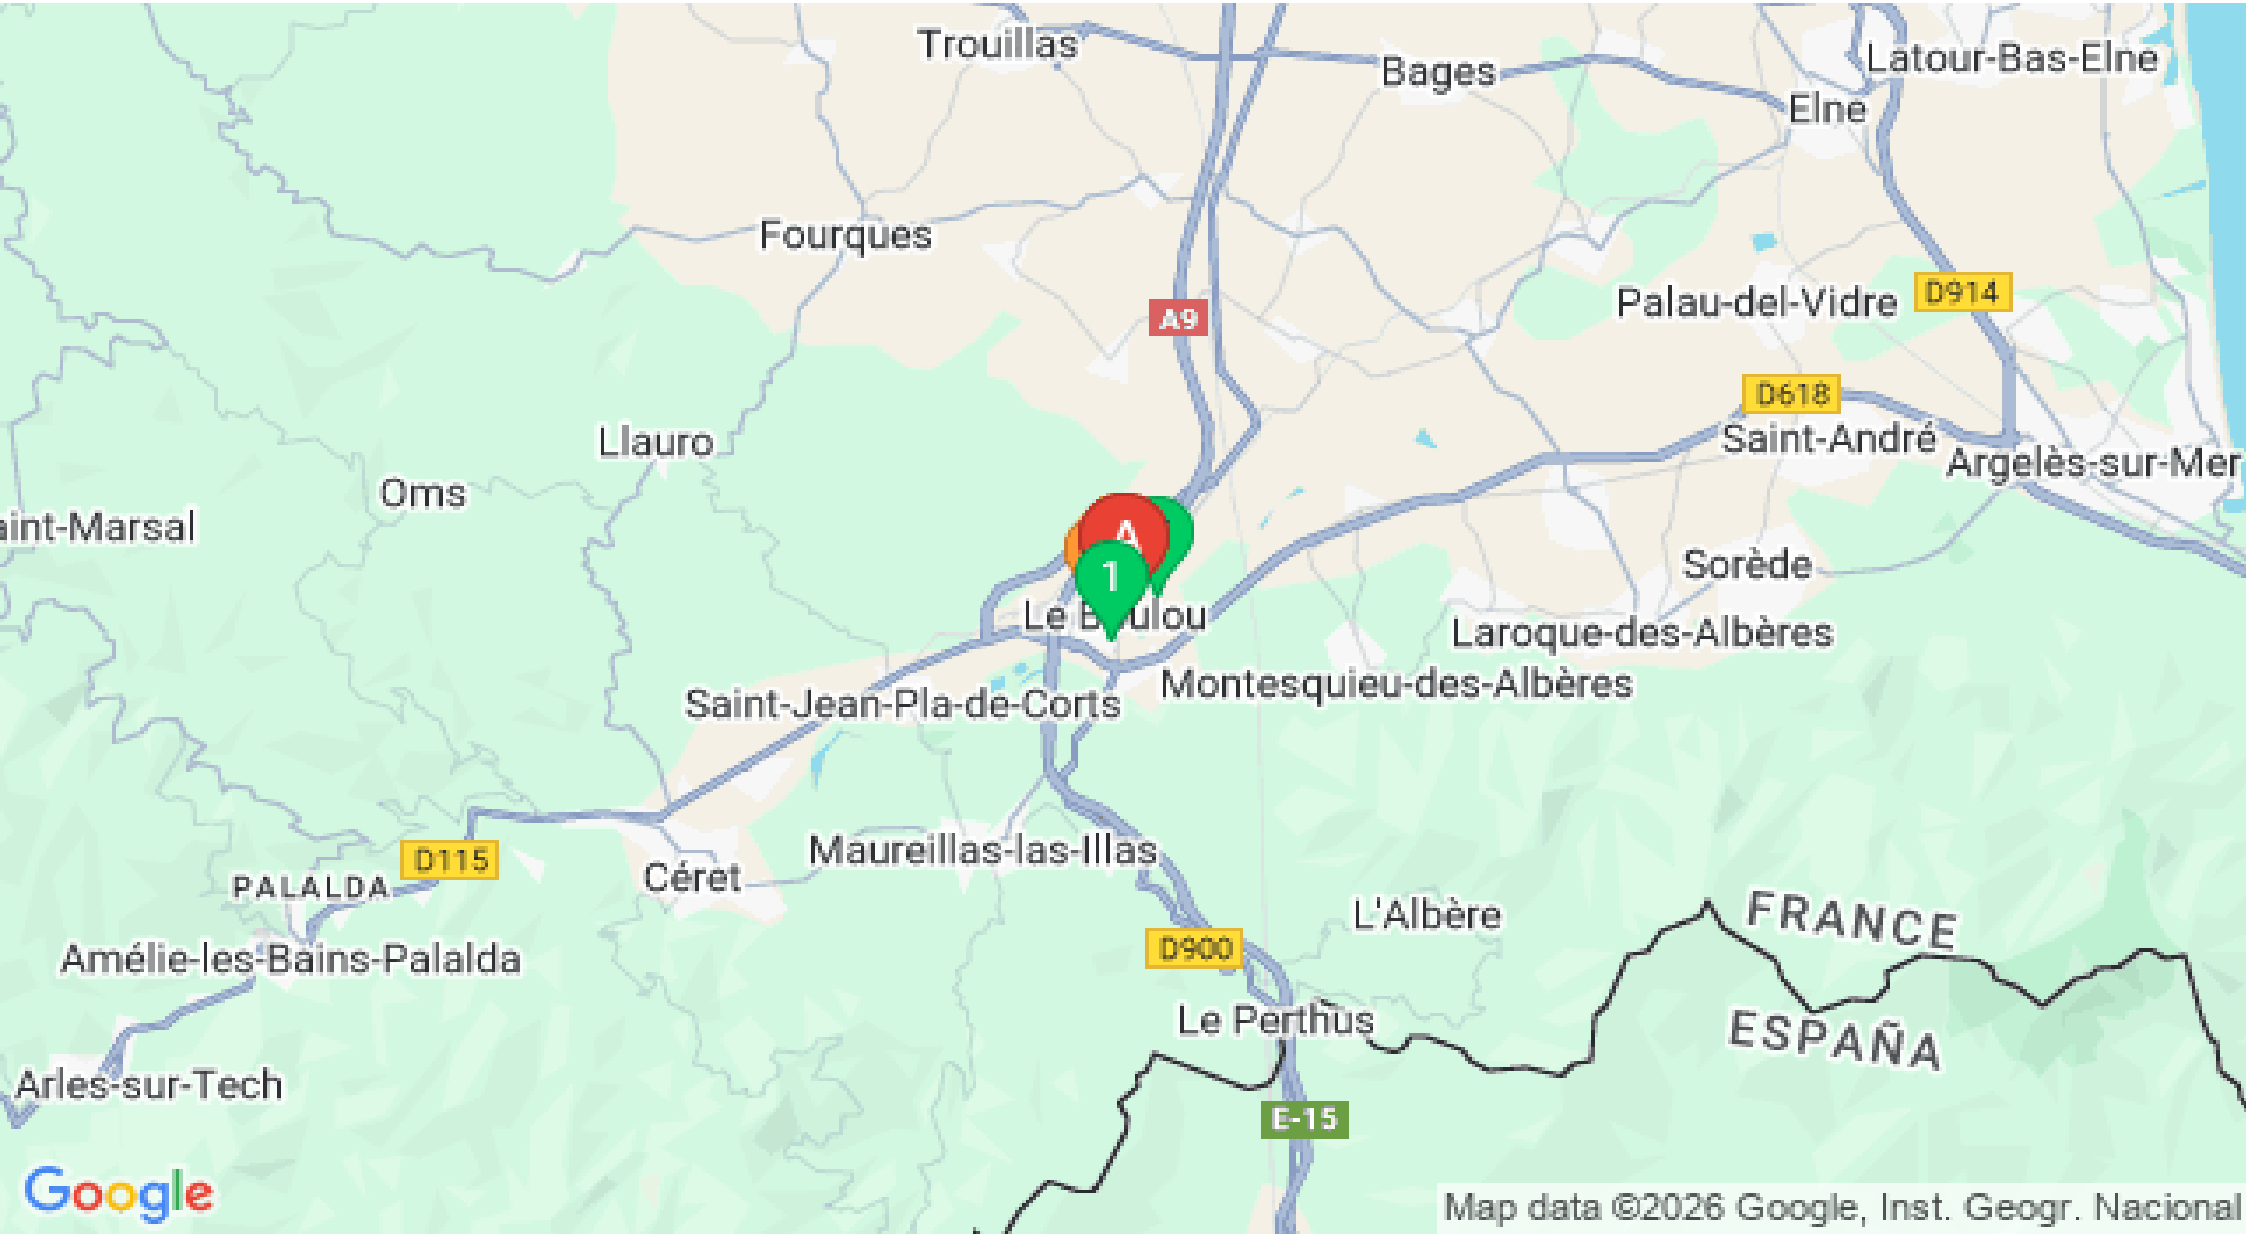 Trouillas
Bages
Latour-Bas-Elne
Elne
Fourques
A9
Palau-del-Vidre
D914
D618
Saint-André
Argelès-sur-Mer
Llauro
Oms
aint-Marsal
A
1
Le Boulou
Sorède
Laroque-des-Albères
Montesquieu-des-Albères
Saint-Jean-Pla-de-Corts
Maureillas-las-Illas
D115
Céret
PALALDA
Amélie-les-Bains-Palalda
L'Albère
FRANCE
D900
Le Perthus
ESPAÑA
Arles-sur-Tech
E-15
Google
Map data ©2026 Google, Inst. Geogr. Nacional